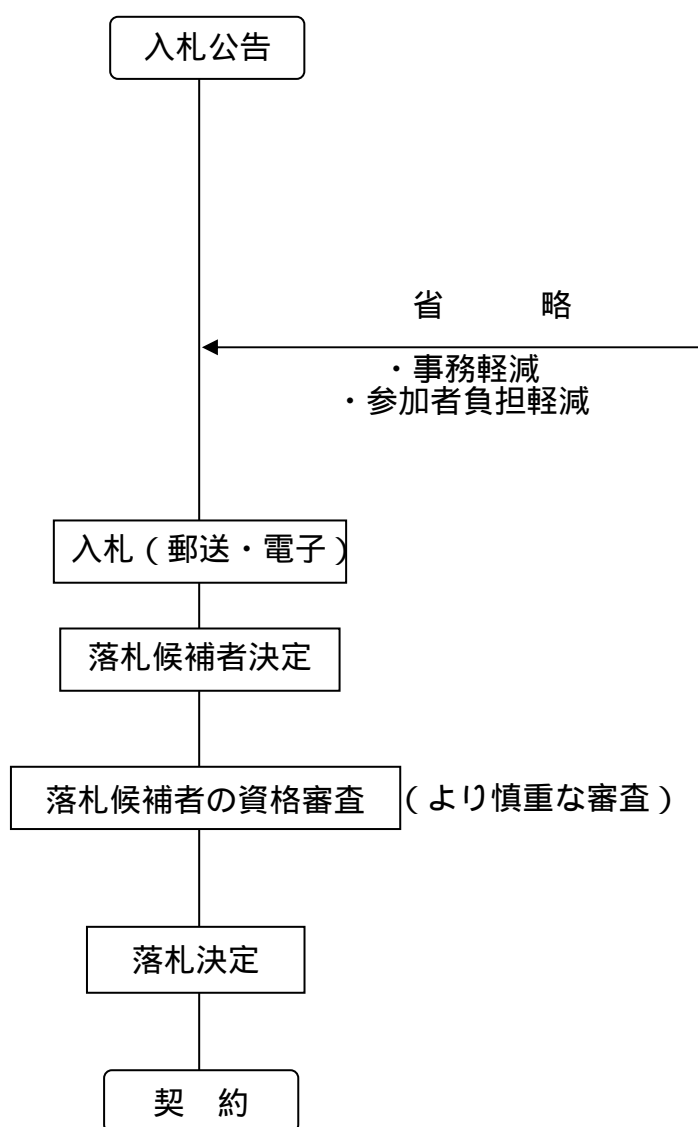 入札公告
省　　略
・事務軽減
・参加者負担軽減
入札（郵送・電子）
落札候補者決定
落札候補者の資格審査（より慎重な審査）
落札決定
契　約